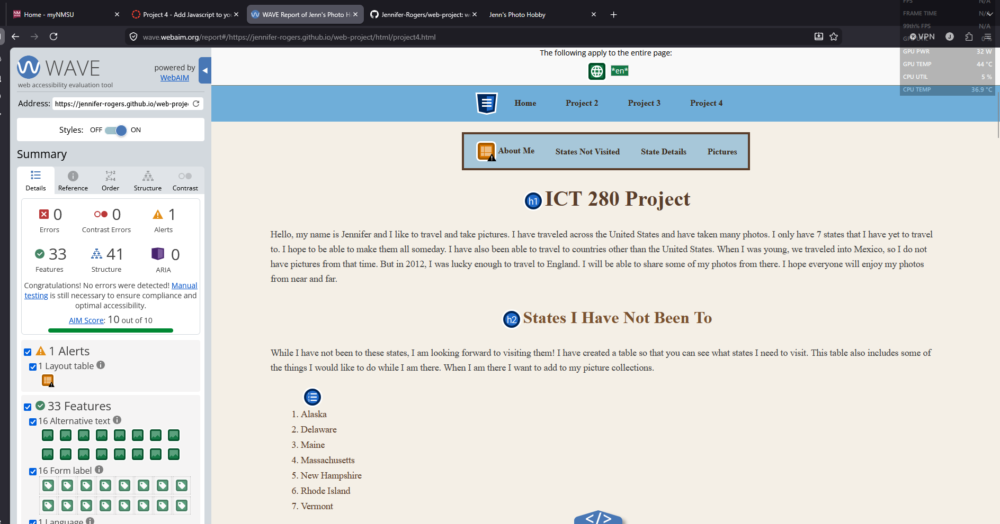 Home - myNMSU
Project 4 - Add Javascript to yo
WAVE Report of Jenn's Photo H
Jennifer-Rogers/web-project: w
Jenn's Photo Hobby
wave.webaim.org/report#/https://jennifer-rogers.github.io/web-project/html/project4.html
VPN
J
FPS N/A
FRAME TIME N/A
99th% FPS N/A
GPU UTIL 0 %
GPU PWR 32 W
GPU TEMP 44 °C
CPU UTIL 5 %
CPU TEMP 36.9 °C
WAVE
web accessibility evaluation tool
powered by
WebAIM
Address: https://jennifer-rogers.github.io/web-proje
Styles: OFF ON
Summary
Details
Reference
Order
Structure
Contrast
0 Errors
0 Contrast Errors
1 Alerts
33 Features
41 Structure
0 ARIA
Congratulations! No errors were detected! Manual
testing is still necessary to ensure compliance and
optimal accessibility.
AIM Score: 10 out of 10
1 Alerts
1 Layout table
33 Features
16 Alternative text
16 Form label
1 Language
The following apply to the entire page:
*en*
Home Project 2 Project 3 Project 4
About Me States Not Visited State Details Pictures
h1 ICT 280 Project
Hello, my name is Jennifer and I like to travel and take pictures. I have traveled across the United States and have taken many photos. I only have 7 states that I have yet to travel
to. I hope to be able to make them all someday. I have also been able to travel to countries other than the United States. When I was young, we traveled into Mexico, so I do not
have pictures from that time. But in 2012, I was lucky enough to travel to England. I will be able to share some of my photos from there. I hope everyone will enjoy my photos
from near and far.
h2 States I Have Not Been To
While I have not been to these states, I am looking forward to visiting them! I have created a table so that you can see what states I need to visit. This table also includes some of
the things I would like to do while I am there. When I am there I want to add to my picture collections.
1. Alaska
2. Delaware
3. Maine
4. Massachusetts
5. New Hampshire
6. Rhode Island
7. Vermont
</>